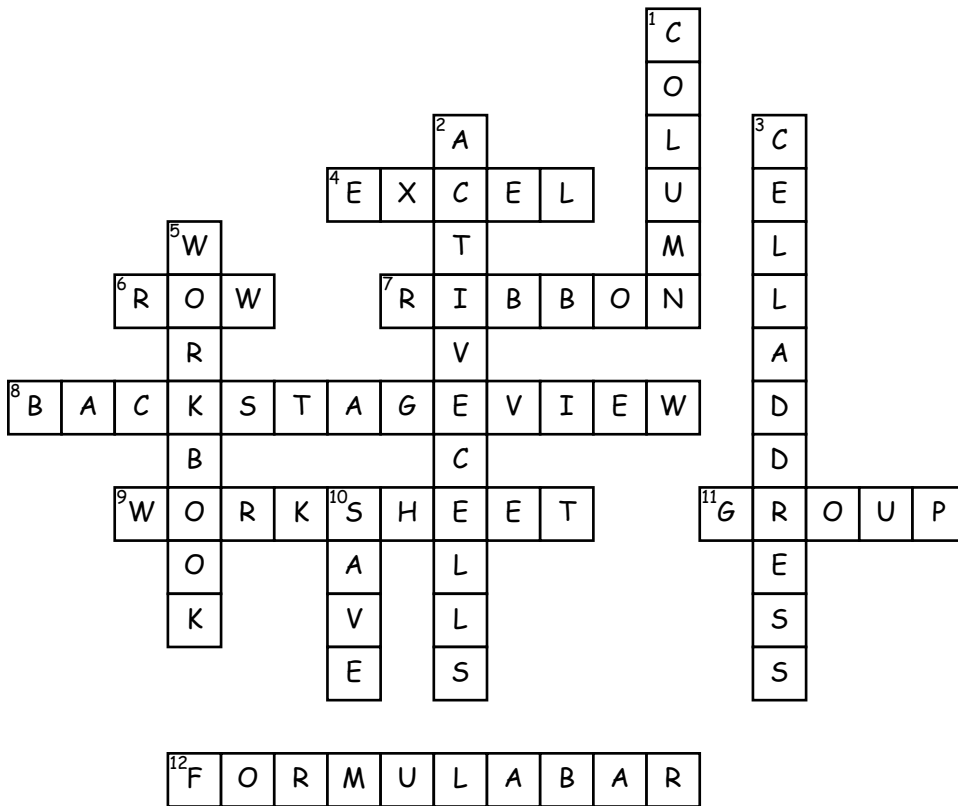 1 C
O
2 A L 3 C
4 E X C E L U E
5 W T M L
6 R O W 7 R I B B O N L
R V A
8 B A C K S T A G E V I E W D
B C D
9 W O R K 10 S H E E T 11 G R O U P
O A L E
K V L S
E S S
12 F O R M U L A B A R